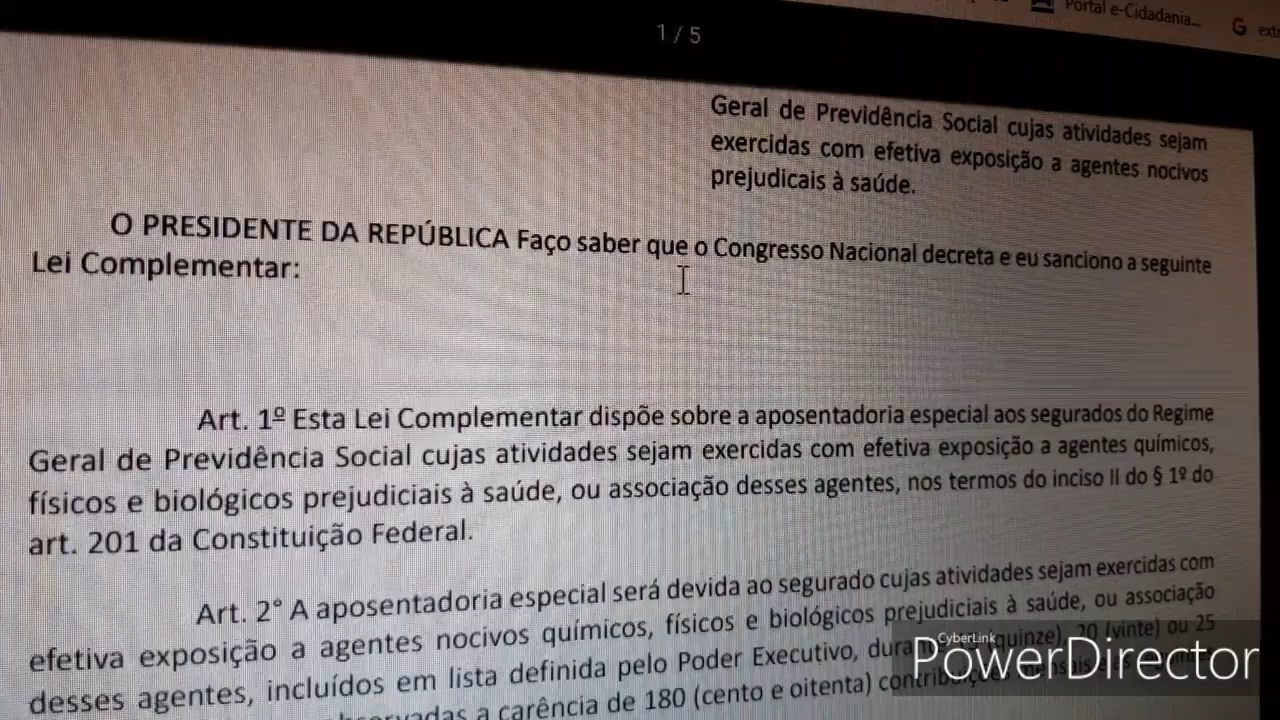 Portal e-Cidadania...
G
1 / 5
Geral de Previdência Social cujas atividades sejam
exercidas com efetiva exposição a agentes nocivos
prejudicais à saúde.
O PRESIDENTE DA REPÚBLICA Faço saber que o Congresso Nacional decreta e eu sanciono a seguinte
Lei Complementar:
Art. 1º Esta Lei Complementar dispõe sobre a aposentadoria especial aos segurados do Regime
Geral de Previdência Social cujas atividades sejam exercidas com efetiva exposição a agentes químicos,
físicos e biológicos prejudiciais à saúde, ou associação desses agentes, nos termos do inciso II do § 1º do
art. 201 da Constituição Federal.
Art. 2° A aposentadoria especial será devida ao segurado cujas atividades sejam exercidas com
efetiva exposição a agentes nocivos químicos, físicos e biológicos prejudiciais à saúde, ou associação
desses agentes, incluídos em lista definida pelo Poder Executivo, (quinze), 20 (vinte) ou 25
a carência de 180 (cento e oitenta)
CyberLink
PowerDirector